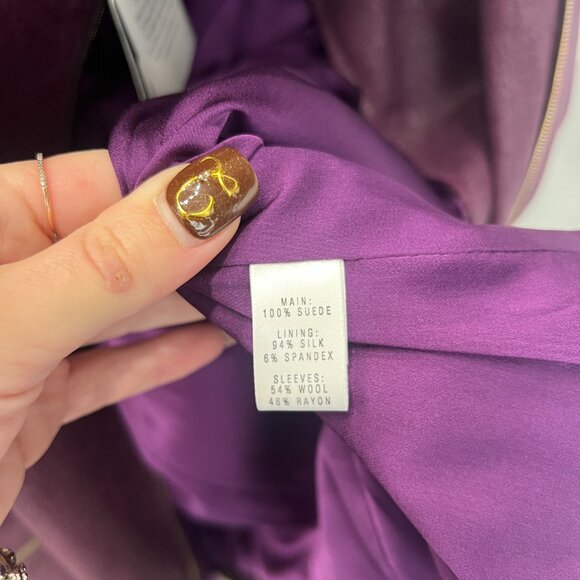 MAIN:
100% SUEDE
LINING:
94% SILK
6% SPANDEX
SLEEVES:
54% WOOL
46% RAYON